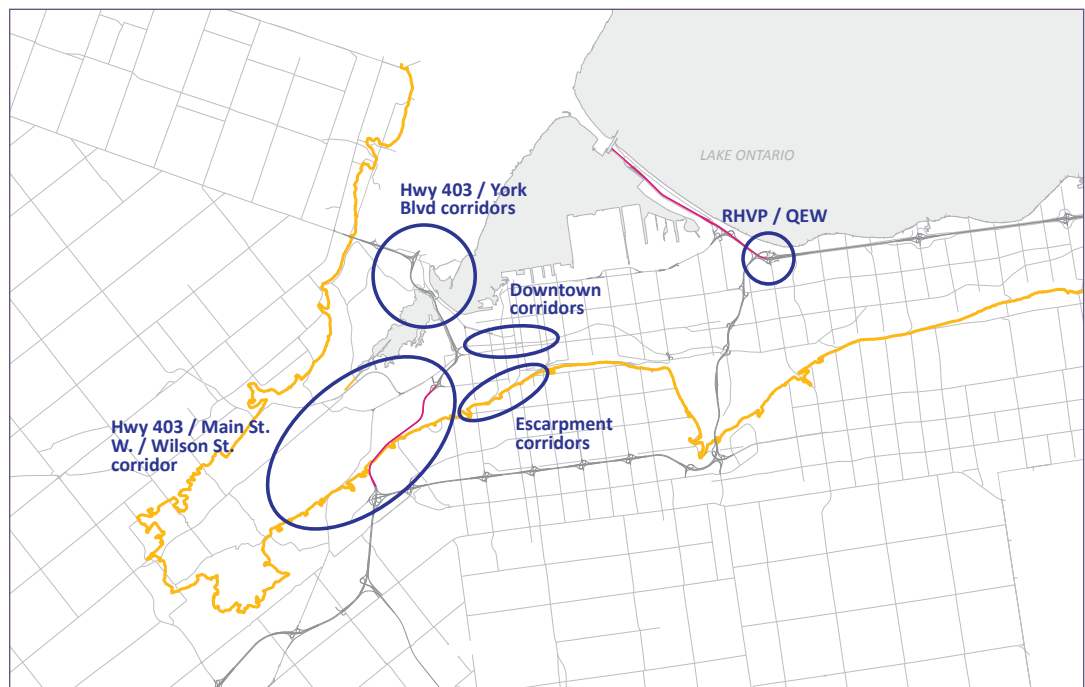 LAKE ONTARIO
Hwy 403 / York
Blvd corridors
RHVP / QEW
Downtown
corridors
Hwy 403 / Main St.
W. / Wilson St.
corridor
Escarpment
corridors